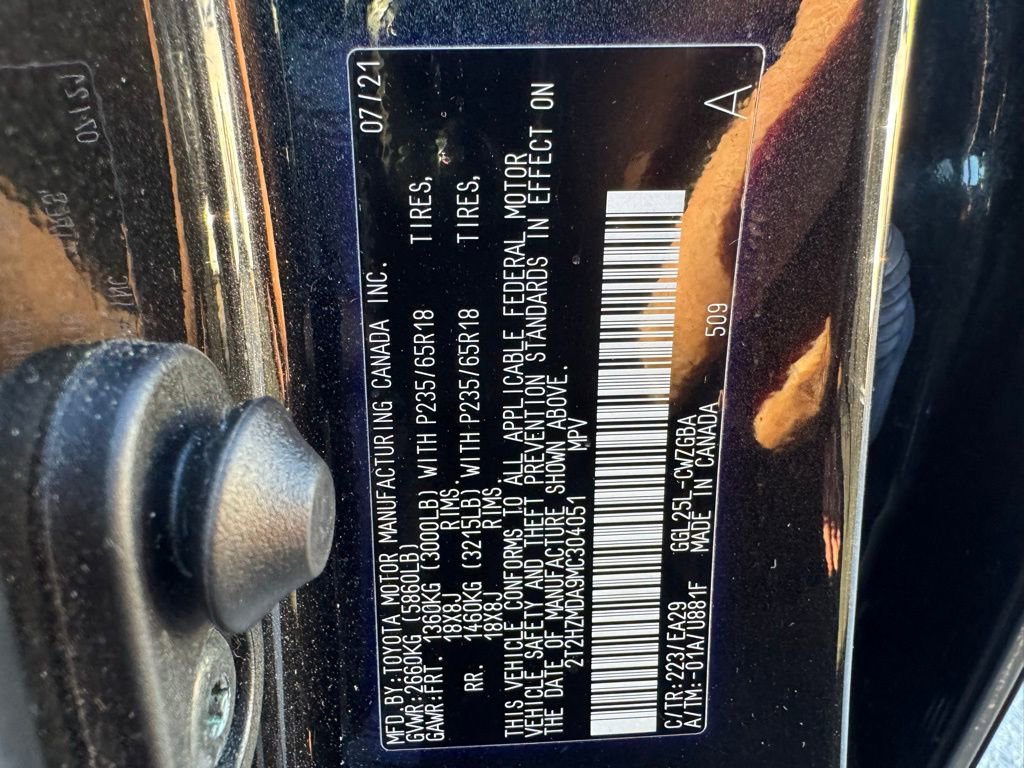 MFD BY:TOYOTA MOTOR MANUFACTURING CANADA INC. 07/21
GVWR:2660KG (5860LB)
GAWR:FRT. 1360KG (3000LB) WITH P235/65R18 TIRES,
18X8J RIMS.
RR. 1460KG (3215LB) WITH P235/65R18 TIRES,
18X8J RIMS.
THIS VEHICLE CONFORMS TO ALL APPLICABLE FEDERAL MOTOR
VEHICLE SAFETY AND THEFT PREVENTION STANDARDS IN EFFECT ON
THE DATE OF MANUFACTURE SHOWN ABOVE.
2T2HZMDA9MC304051 MPV
C/TR:223/EA29 GGL25L-CWZGBA
A/TM:-01A/U881F MADE IN CANADA 509 A